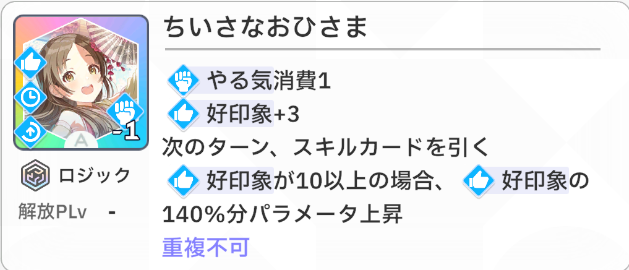 ちいさなおひさま
やる気消費1
好印象+3
次のターン、スキルカードを引く
好印象が10以上の場合、好印象の
140%分パラメータ上昇
重複不可
-1
A
ロジック
解放PLv -